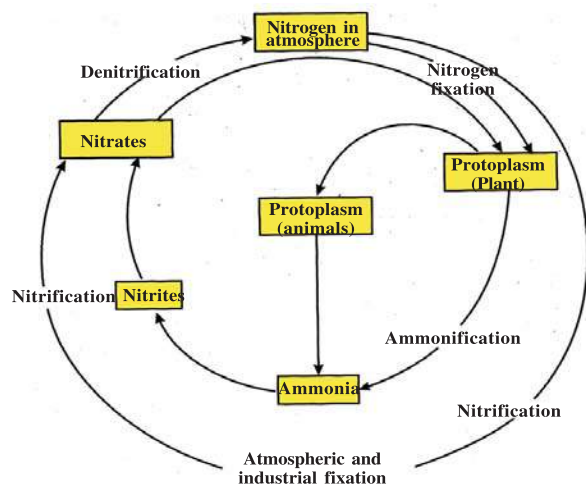 Nitrogen in
atmosphere
Denitrification
Nitrogen
fixation
Nitrates
Protoplasm
(Plant)
Protoplasm
(animals)
Nitrification
Nitrites
Ammonification
Ammonia
Nitrification
Atmospheric and
industrial fixation